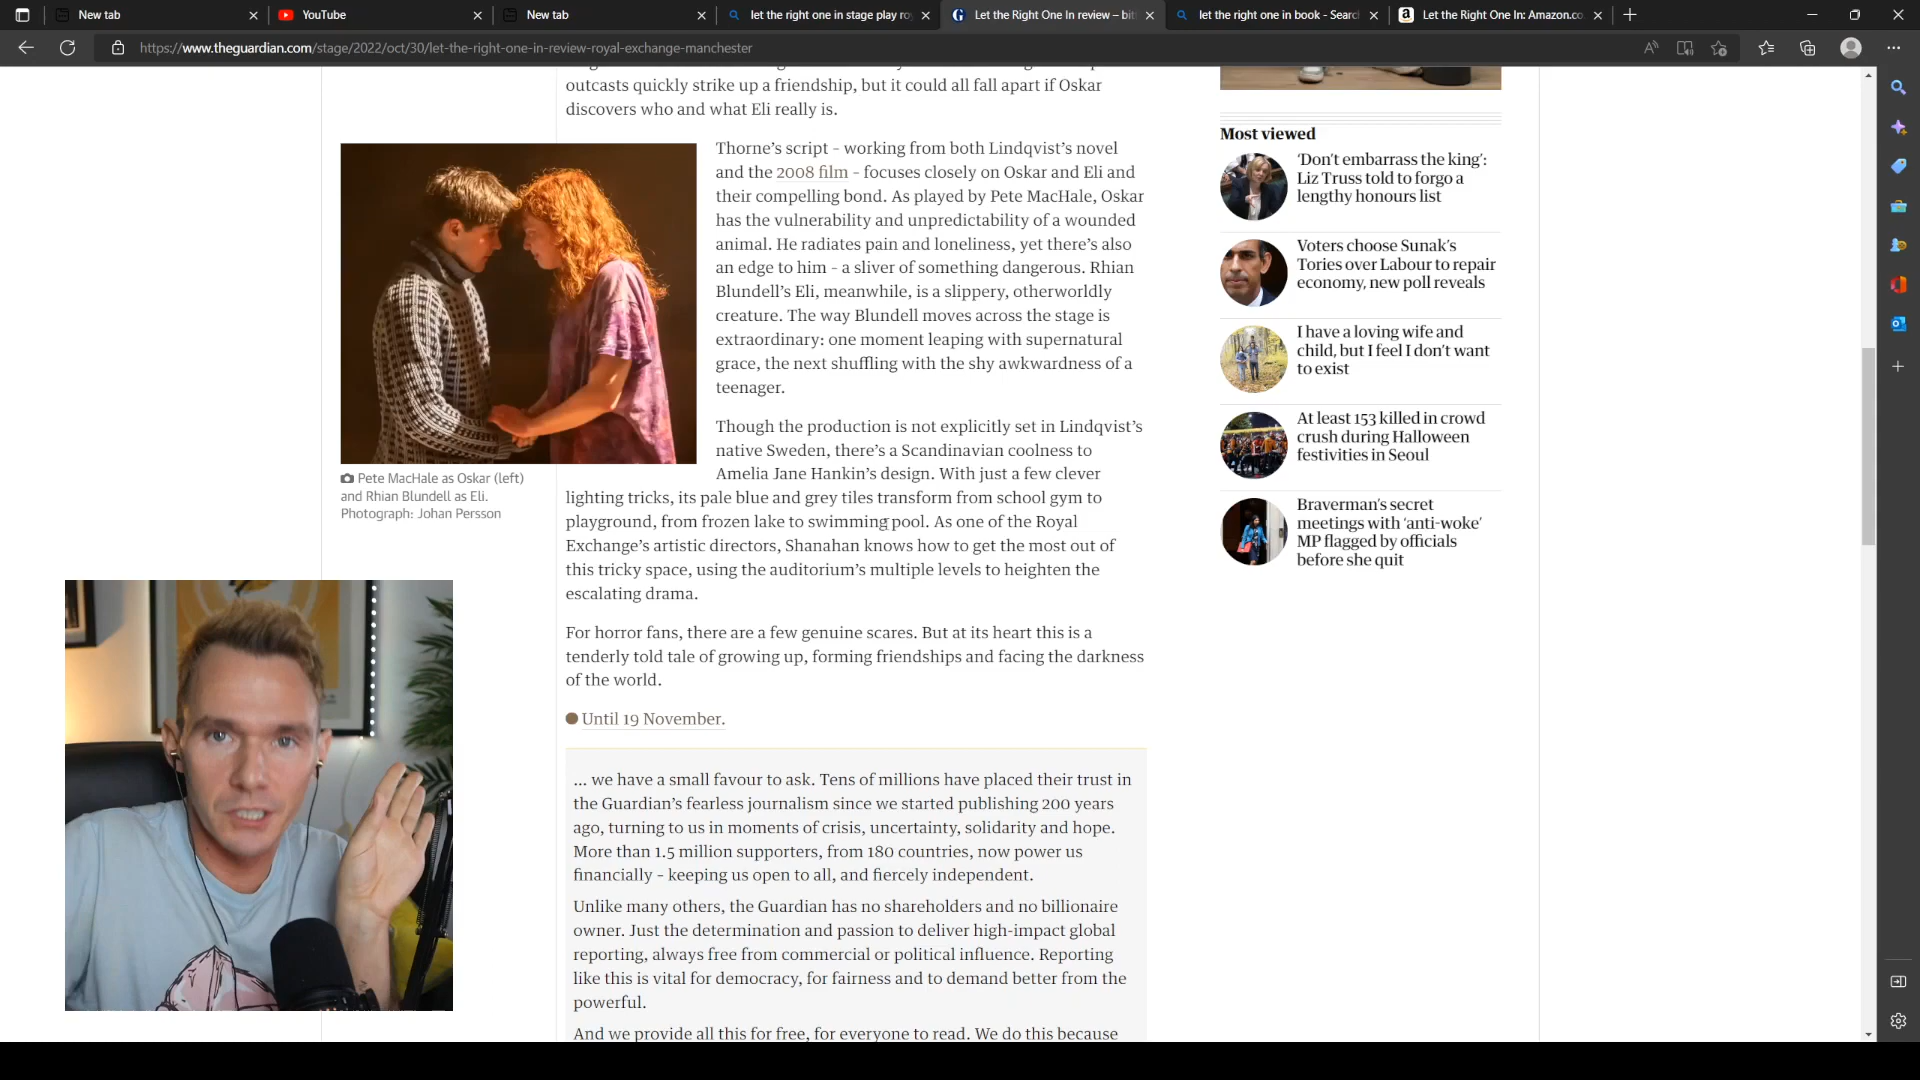 New tab
YouTube
New tab
let the right one in stage play ro
Let the Right One In review – bit
let the right one in book - Searc
Let the Right One In: Amazon.co.
https://www.theguardian.com/stage/2022/oct/30/let-the-right-one-in-review-royal-exchange-manchester
outcasts quickly strike up a friendship, but it could all fall apart if Oskar
discovers who and what Eli really is.
Thorne’s script – working from both Lindqvist’s novel
and the 2008 film – focuses closely on Oskar and Eli and
their compelling bond. As played by Pete MacHale, Oskar
has the vulnerability and unpredictability of a wounded
animal. He radiates pain and loneliness, yet there’s also
an edge to him – a sliver of something dangerous. Rhian
Blundell’s Eli, meanwhile, is a slippery, otherworldly
creature. The way Blundell moves across the stage is
extraordinary: one moment leaping with supernatural
grace, the next shuffling with the shy awkwardness of a
teenager.
Pete MacHale as Oskar (left)
and Rhian Blundell as Eli.
Photograph: Johan Persson
Though the production is not explicitly set in Lindqvist’s
native Sweden, there’s a Scandinavian coolness to
Amelia Jane Hankin’s design. With just a few clever
lighting tricks, its pale blue and grey tiles transform from school gym to
playground, from frozen lake to swimming pool. As one of the Royal
Exchange’s artistic directors, Shanahan knows how to get the most out of
this tricky space, using the auditorium’s multiple levels to heighten the
escalating drama.
For horror fans, there are a few genuine scares. But at its heart this is a
tenderly told tale of growing up, forming friendships and facing the darkness
of the world.
Until 19 November.
... we have a small favour to ask. Tens of millions have placed their trust in
the Guardian’s fearless journalism since we started publishing 200 years
ago, turning to us in moments of crisis, uncertainty, solidarity and hope.
More than 1.5 million supporters, from 180 countries, now power us
financially – keeping us open to all, and fiercely independent.
Unlike many others, the Guardian has no shareholders and no billionaire
owner. Just the determination and passion to deliver high-impact global
reporting, always free from commercial or political influence. Reporting
like this is vital for democracy, for fairness and to demand better from the
powerful.
And we provide all this for free, for everyone to read. We do this because
Most viewed
‘Don’t embarrass the king’:
Liz Truss told to forgo a
lengthy honours list
Voters choose Sunak’s
Tories over Labour to repair
economy, new poll reveals
I have a loving wife and
child, but I feel I don’t want
to exist
At least 153 killed in crowd
crush during Halloween
festivities in Seoul
Braverman’s secret
meetings with ‘anti-woke’
MP flagged by officials
before she quit